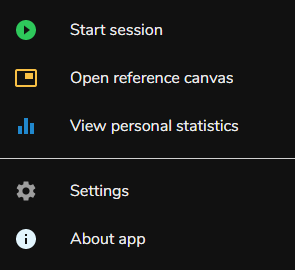 Start session
Open reference canvas
View personal statistics
Settings
About app